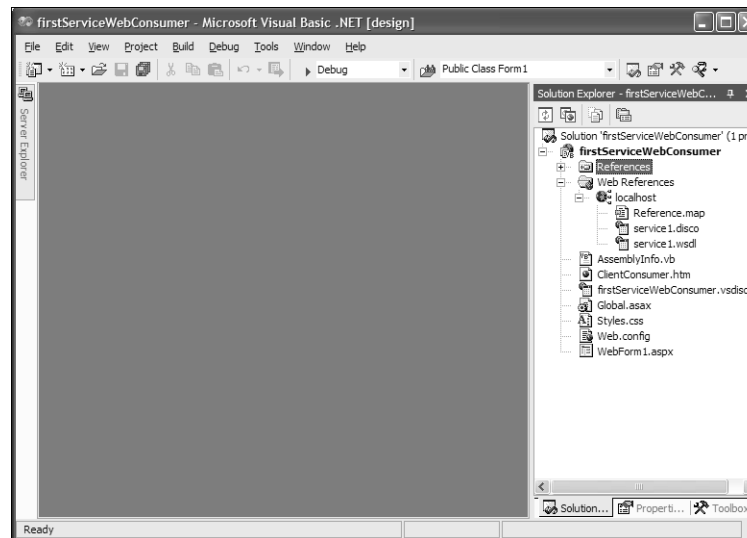 firstServiceWebConsumer - Microsoft Visual Basic .NET [design]
File Edit View Project Build Debug Tools Window Help
Debug Public Class Form1
Server Explorer
Solution Explorer - firstServiceWebC...
Solution 'firstServiceWebConsumer' (1 pr
firstServiceWebConsumer
References
Web References
localhost
Reference.map
service1.disco
service1.wsdl
AssemblyInfo.vb
ClientConsumer.htm
firstServiceWebConsumer.vsdisc
Global.asax
Styles.css
Web.config
WebForm1.aspx
Solution... Properti... Toolbox
Ready